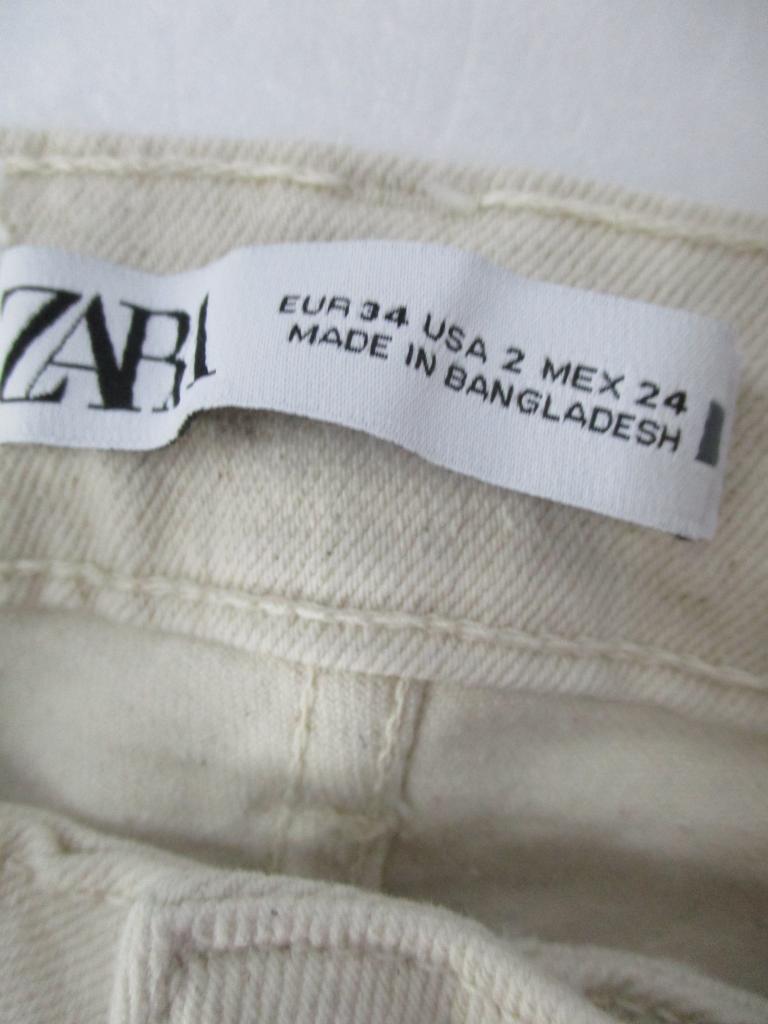 ZARA
EUR 34 USA 2 MEX 24
MADE IN BANGLADESH